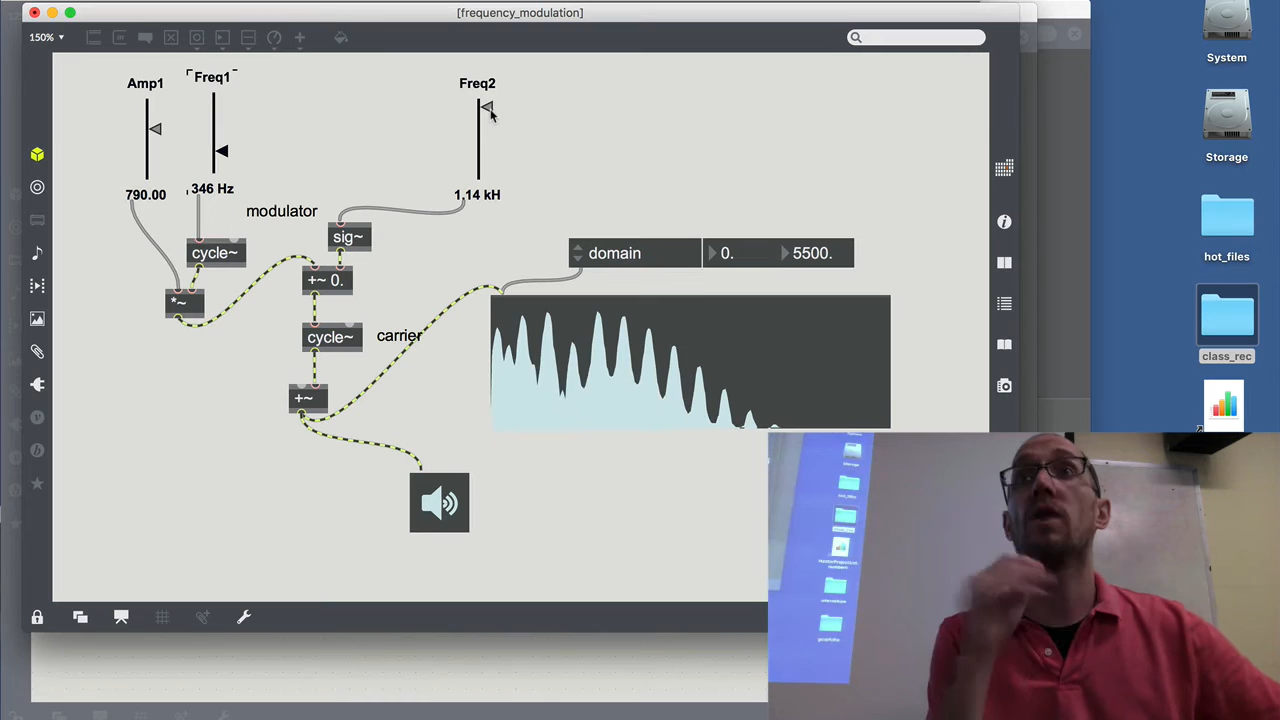 [frequency_modulation]
150%
Amp1
Freq1
Freq2
790.00
346 Hz
1.14 kH
modulator
sig~
cycle~
+~ 0.
*~
domain
0.
5500.
cycle~
carrier
+~
System
Storage
hot_files
class_rec